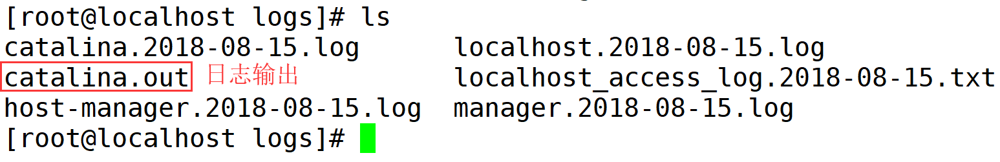 [root@localhost logs]# ls
catalina.2018-08-15.log localhost.2018-08-15.log
catalina.out 日志输出 localhost_access_log.2018-08-15.txt
host-manager.2018-08-15.log manager.2018-08-15.log
[root@localhost logs]#